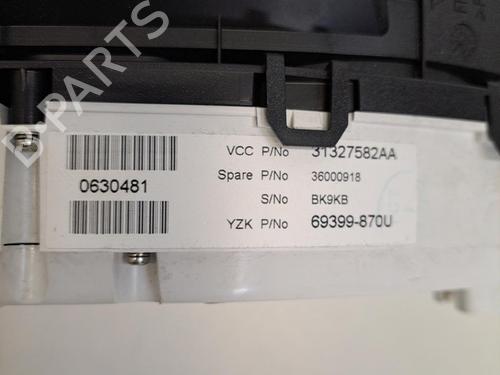 VCC P/No 31327582AA
Spare P/No 36000918
0630481
S/No BK9KB
YZK P/No 69399-870U
B-PARTS